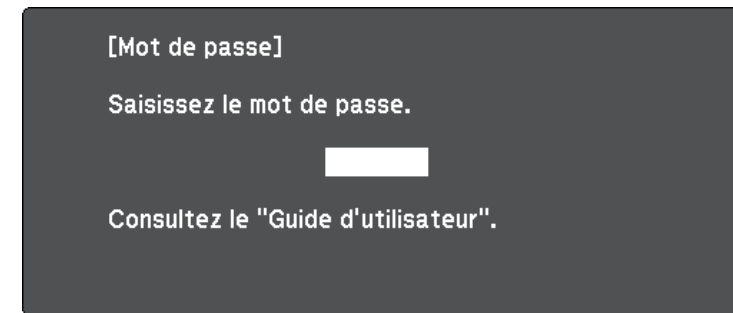 [Mot de passe]
Saisissez le mot de passe.
Consultez le "Guide d'utilisateur".